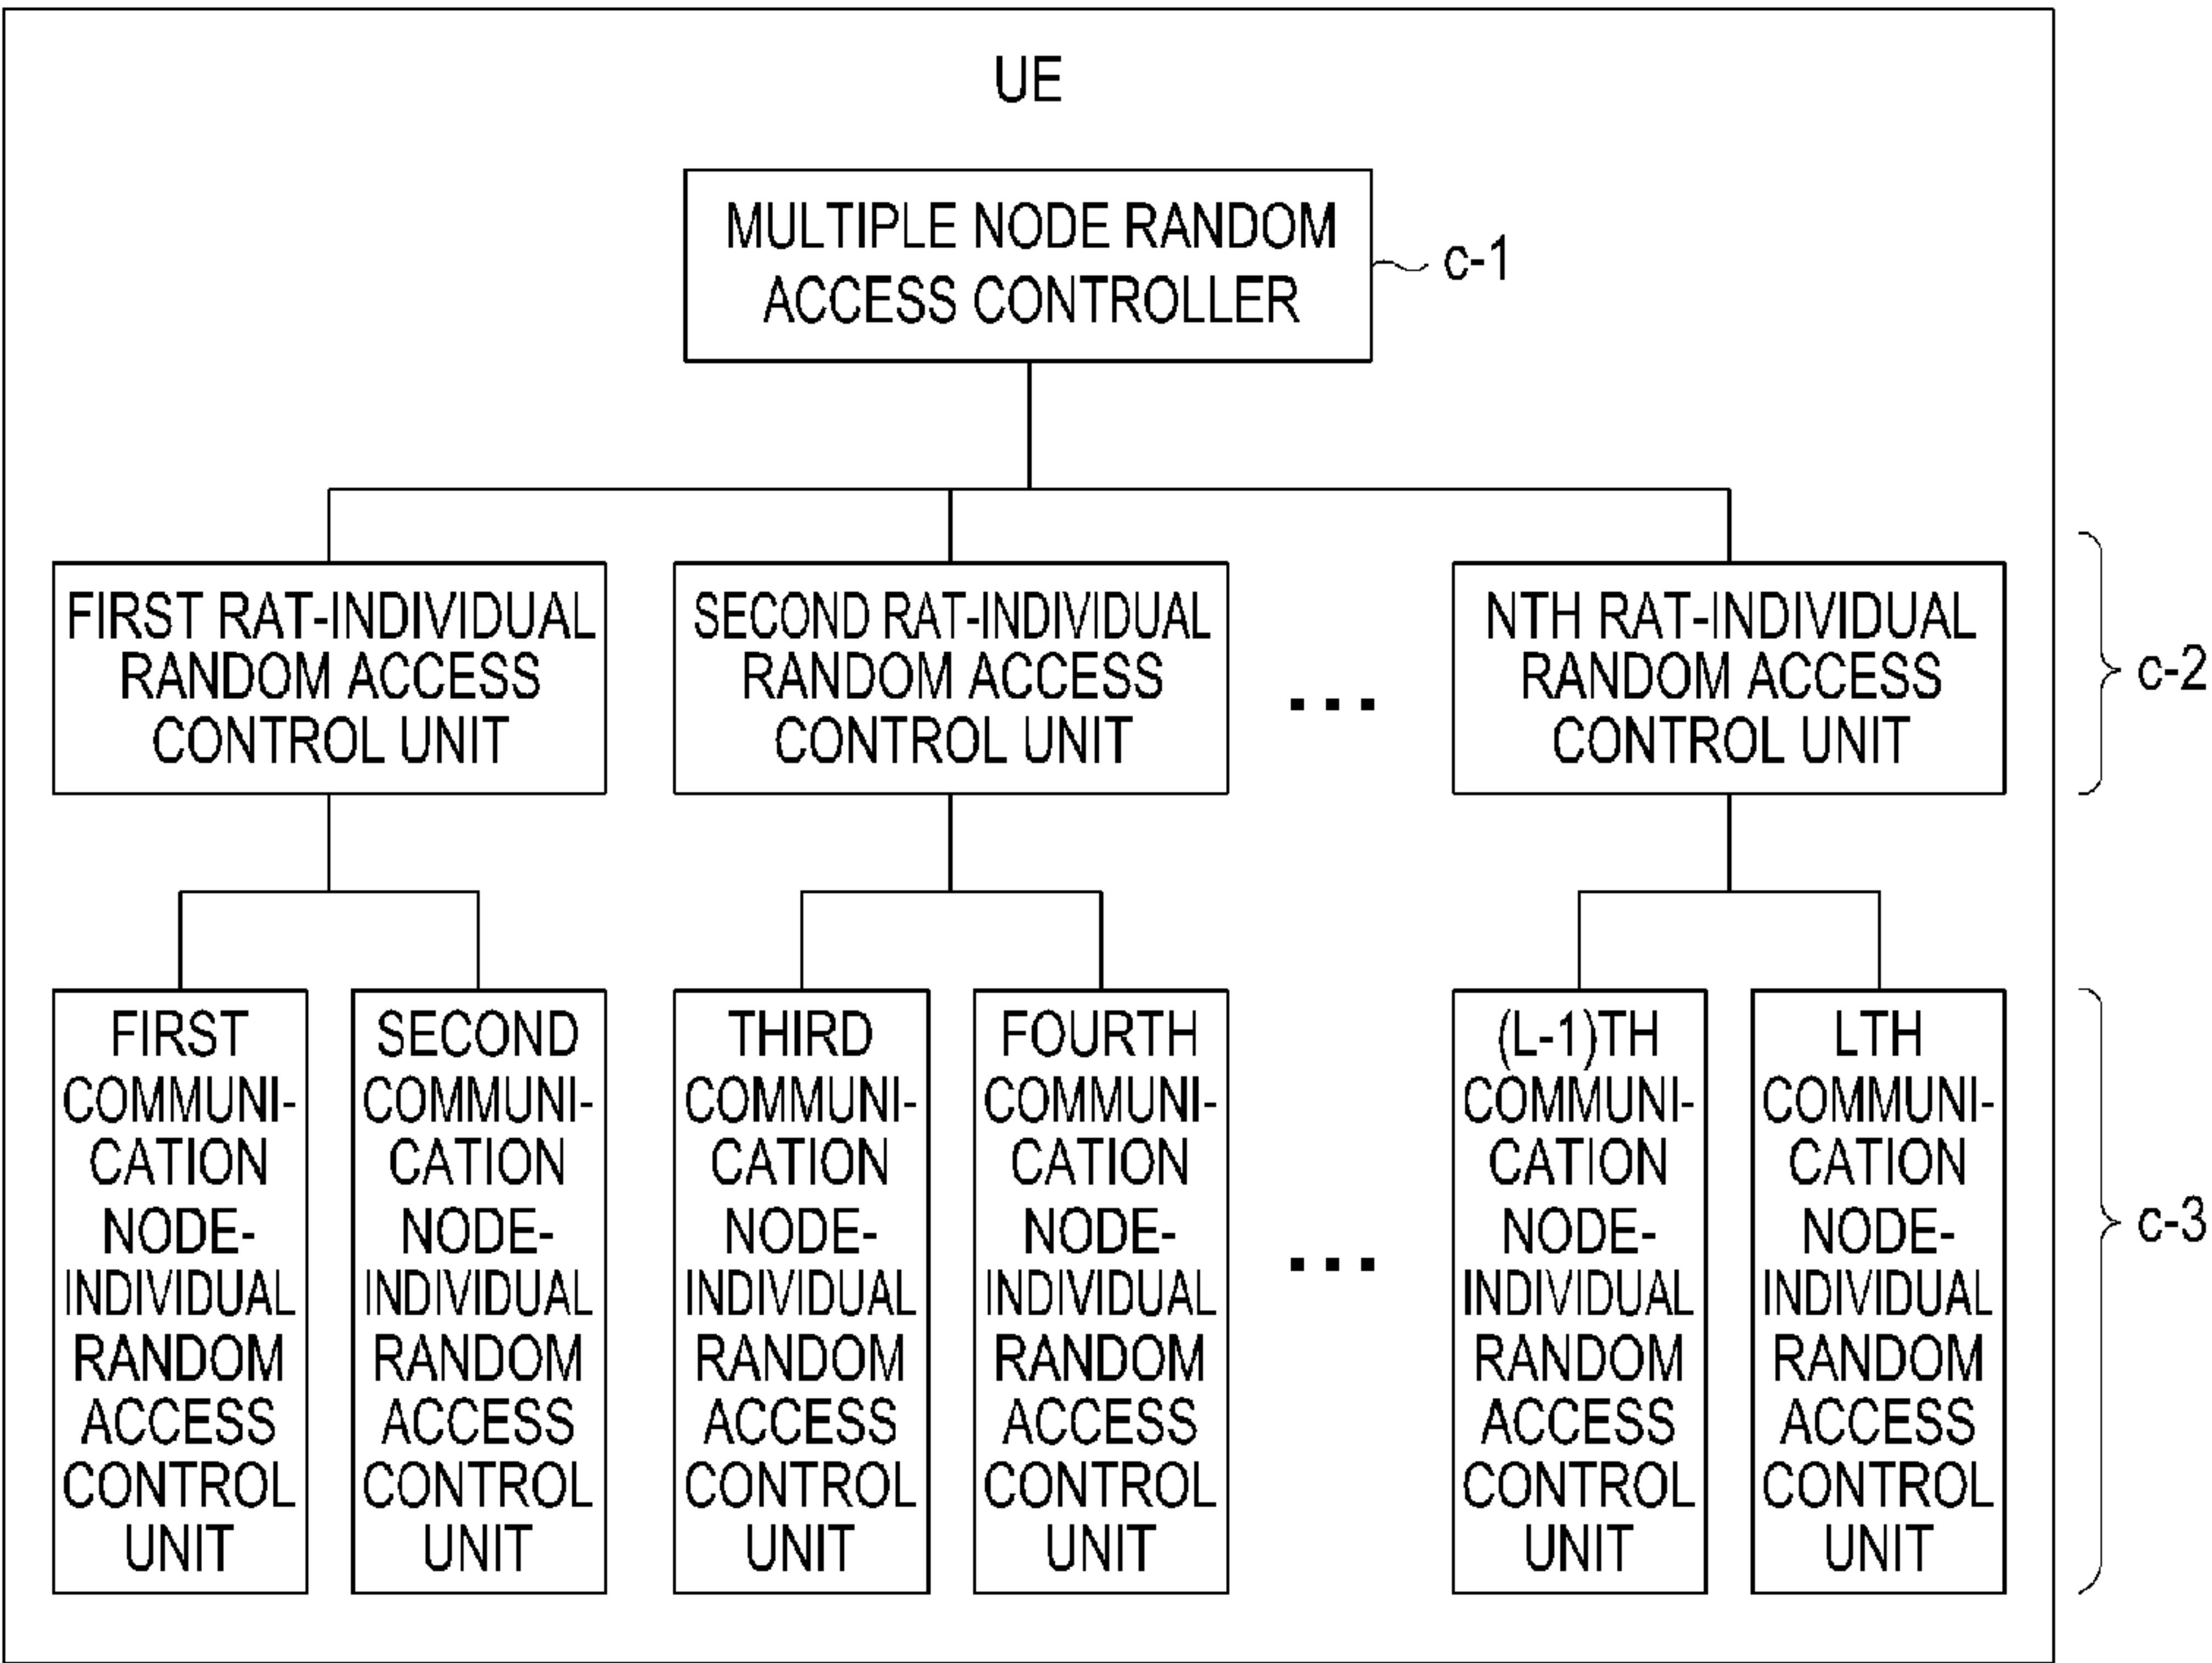 UE
MULTIPLE NODE RANDOM
ACCESS CONTROLLER
c-1
FIRST RAT-INDIVIDUAL
RANDOM ACCESS
CONTROL UNIT
SECOND RAT-INDIVIDUAL
RANDOM ACCESS
CONTROL UNIT
...
NTH RAT-INDIVIDUAL
RANDOM ACCESS
CONTROL UNIT
c-2
FIRST
COMMUNI-
CATION
NODE-
INDIVIDUAL
RANDOM
ACCESS
CONTROL
UNIT
SECOND
COMMUNI-
CATION
NODE-
INDIVIDUAL
RANDOM
ACCESS
CONTROL
UNIT
THIRD
COMMUNI-
CATION
NODE-
INDIVIDUAL
RANDOM
ACCESS
CONTROL
UNIT
FOURTH
COMMUNI-
CATION
NODE-
INDIVIDUAL
RANDOM
ACCESS
CONTROL
UNIT
...
(L-1)TH
COMMUNI-
CATION
NODE-
INDIVIDUAL
RANDOM
ACCESS
CONTROL
UNIT
LTH
COMMUNI-
CATION
NODE-
INDIVIDUAL
RANDOM
ACCESS
CONTROL
UNIT
c-3